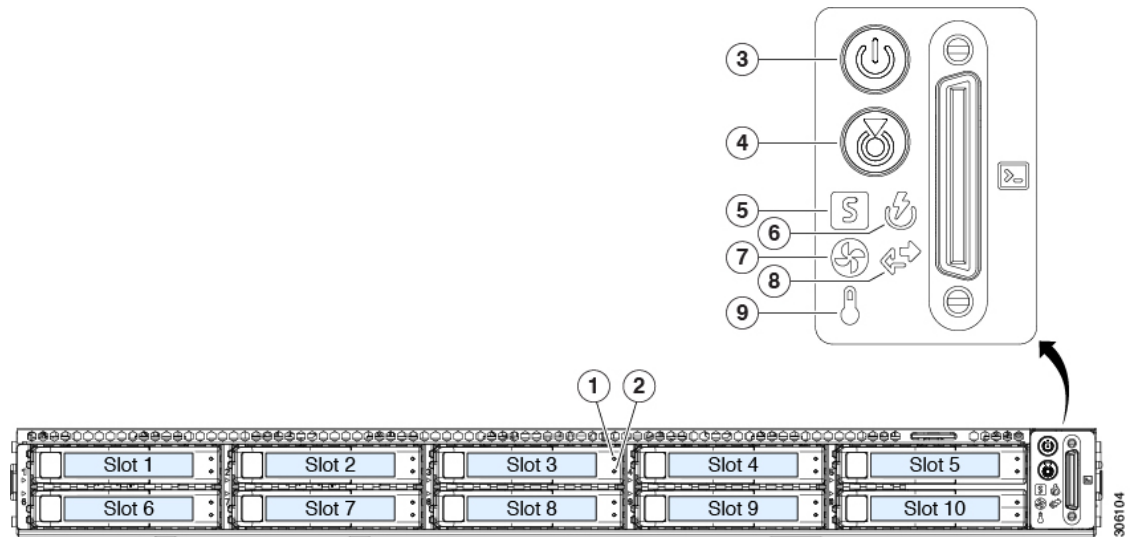 3
4
5
S
6
7
8
9
1
2
Slot 1
Slot 2
Slot 3
Slot 4
Slot 5
Slot 6
Slot 7
Slot 8
Slot 9
Slot 10
306104